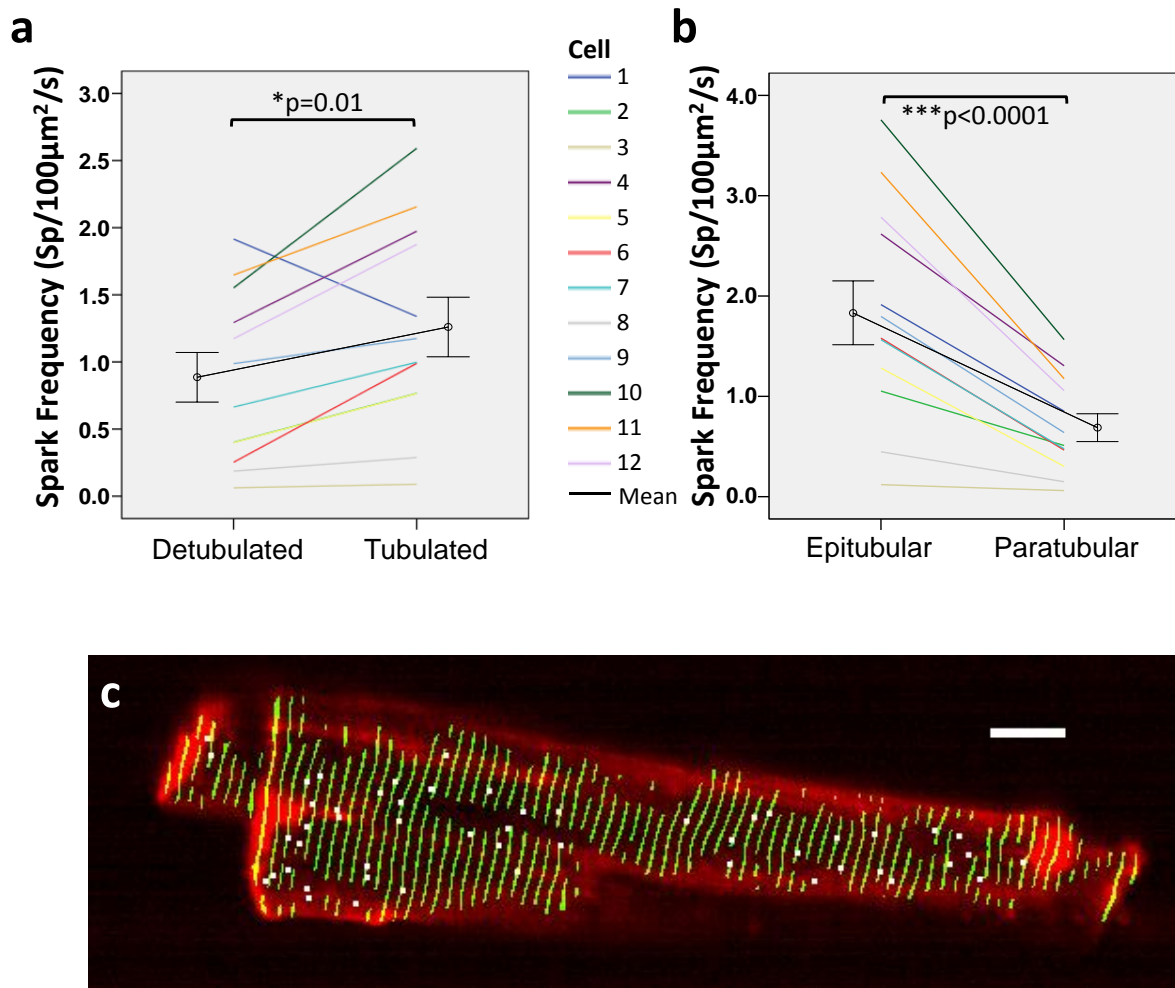 a
Spark Frequency (Sp/100µm²/s)
3.0
2.5
2.0
1.5
1.0
0.5
0.0
*p=0.01
Detubulated
Tubulated
Cell
1
2
3
4
5
6
7
8
9
10
11
12
Mean
b
Spark Frequency (Sp/100µm²/s)
4.0
3.0
2.0
1.0
0.0
***p<0.0001
Epitubular
Paratubular
c